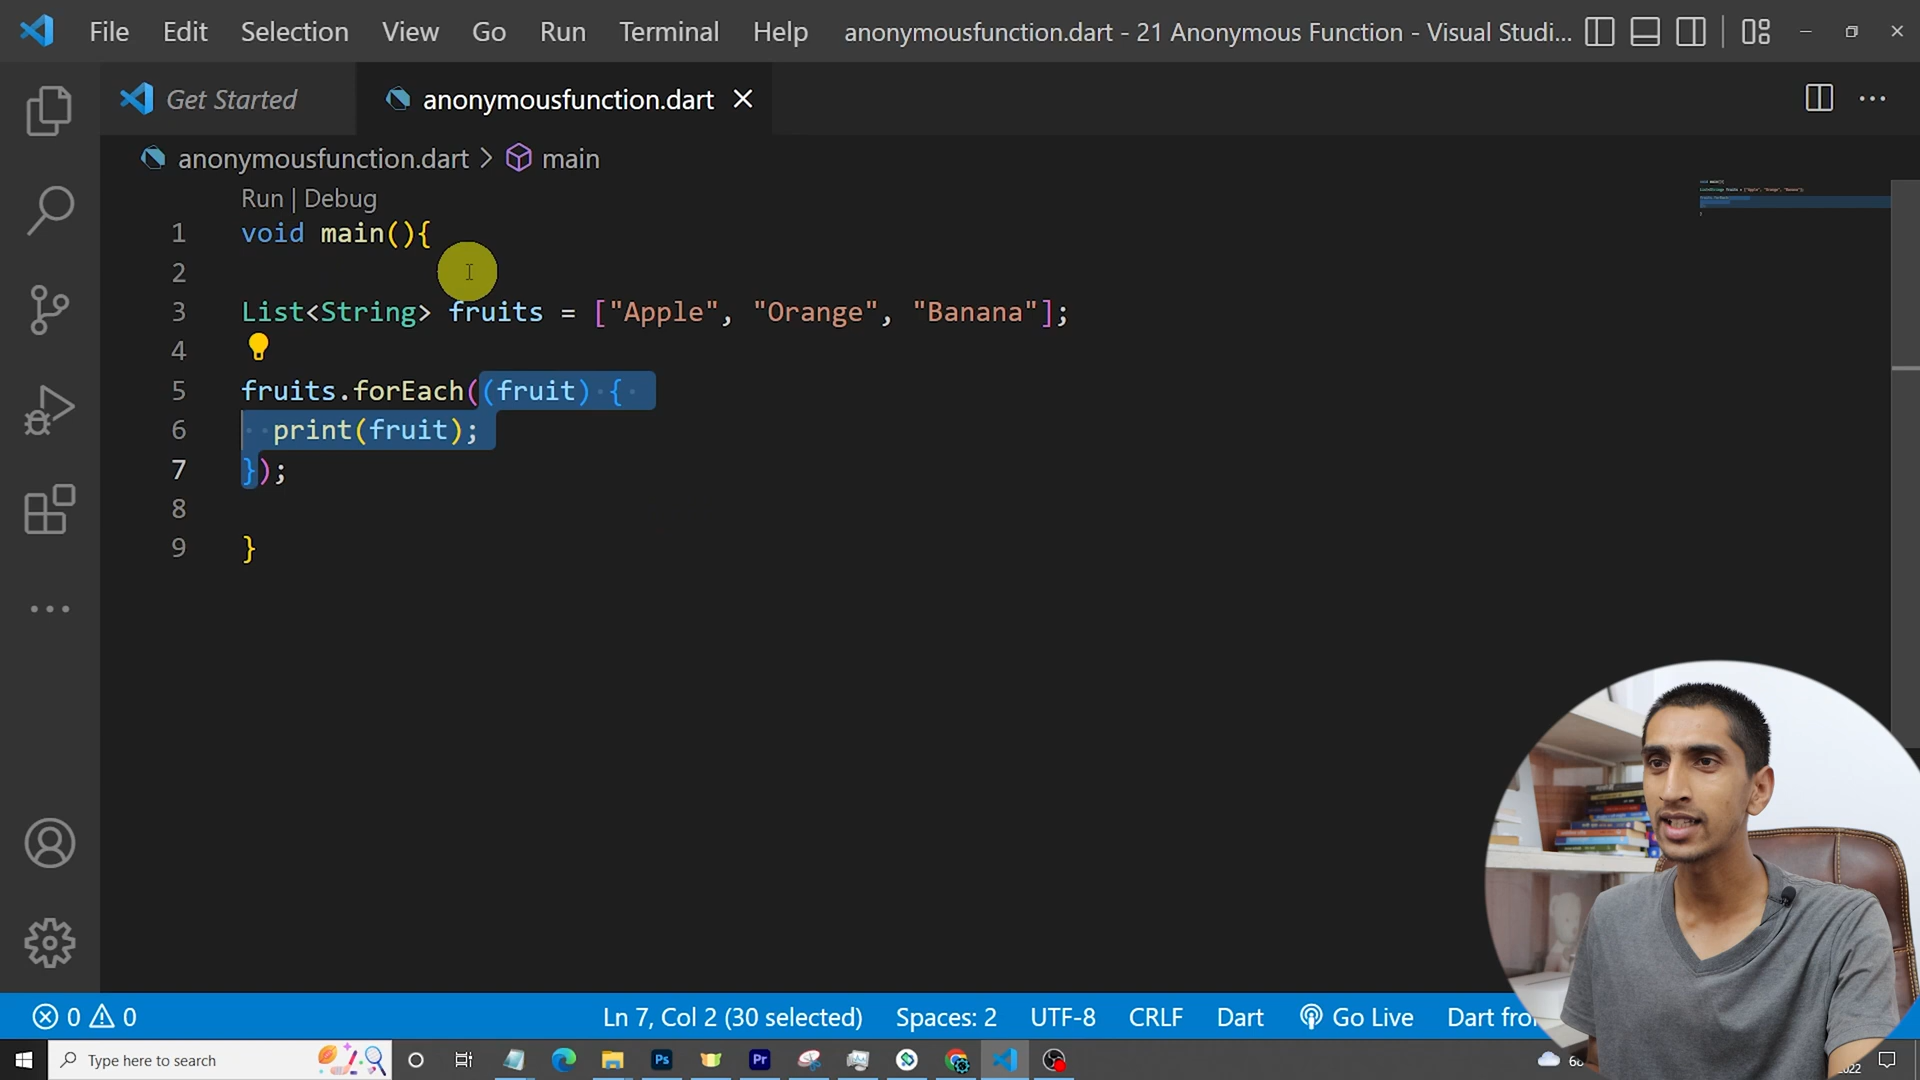 File Edit Selection View Go Run Terminal Help anonymousfunction.dart - 21 Anonymous Function - Visual Studi...
Get Started anonymousfunction.dart
anonymousfunction.dart > main
Run | Debug
1 void main(){
2
3 List<String> fruits = ["Apple", "Orange", "Banana"];
4
5 fruits.forEach((fruit) {
6 print(fruit);
7 });
8
9 }
0 0 Ln 7, Col 2 (30 selected) Spaces: 2 UTF-8 CRLF Dart Go Live Dart
Type here to search Ps Pr